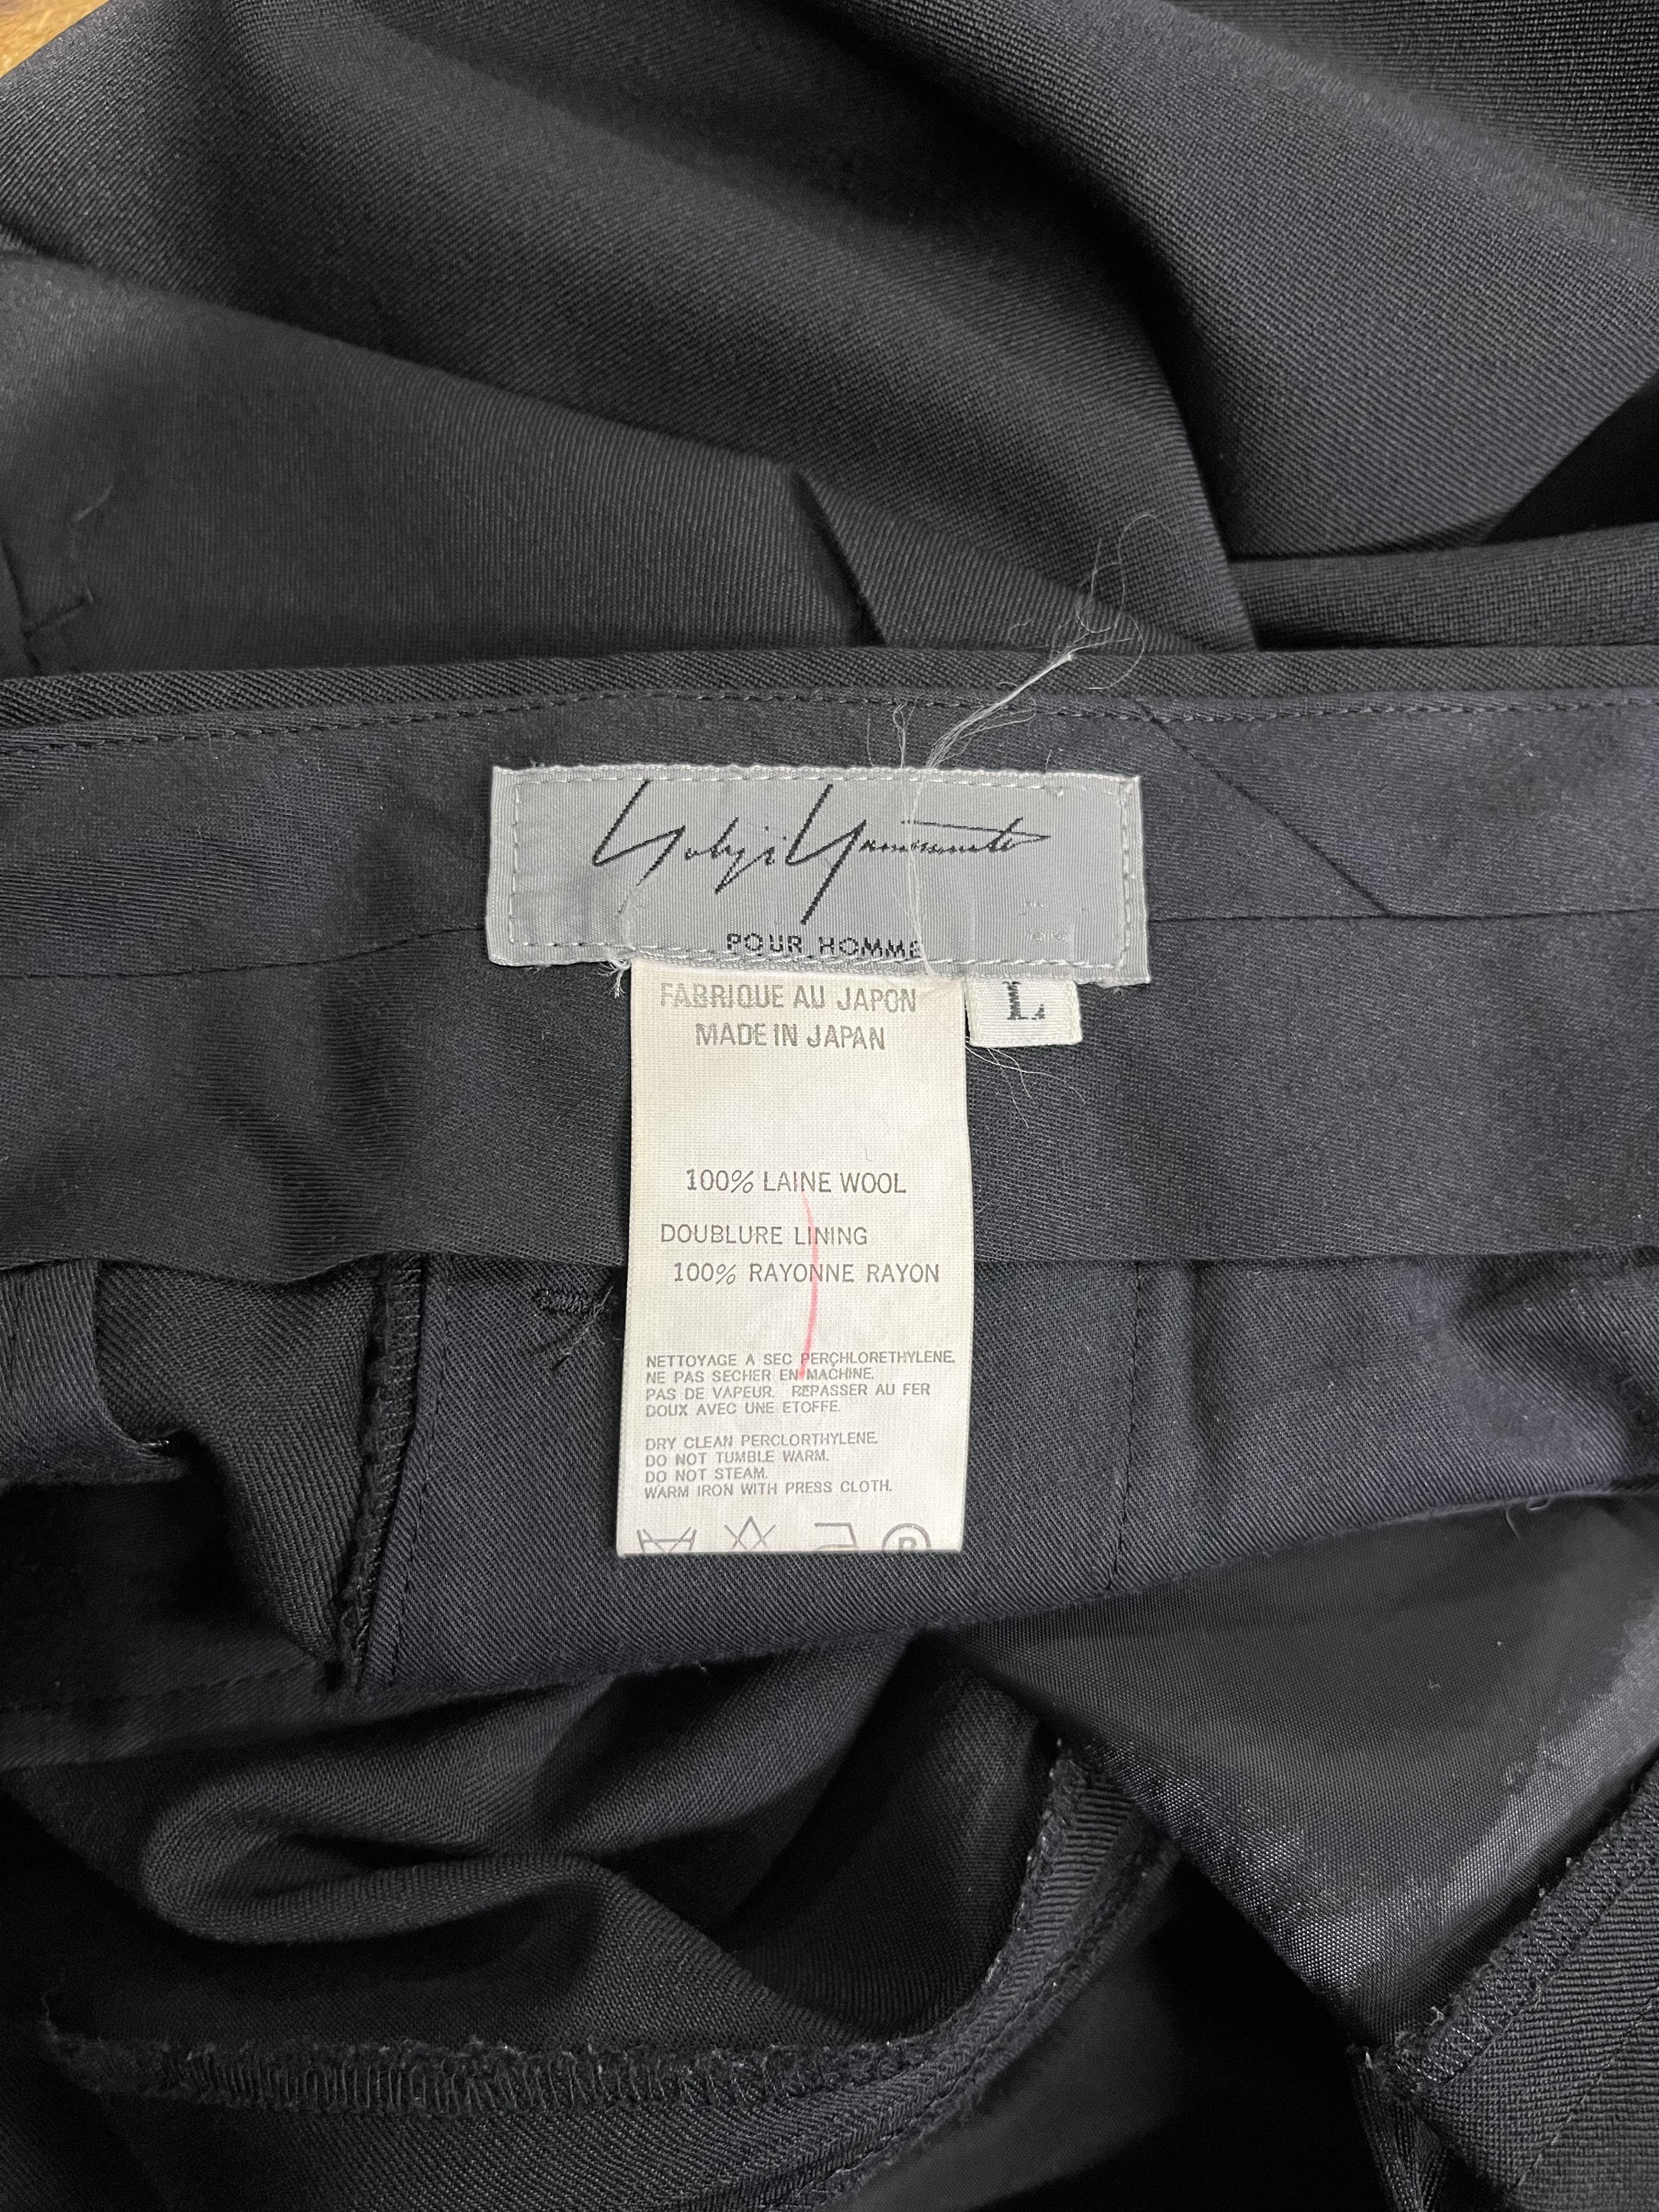 Yohji Yamamoto
POUR HOMME
L
FABRIQUE AU JAPON
MADE IN JAPAN
100% LAINE WOOL
DOUBLURE LINING
100% RAYONNE RAYON
NETTOYAGE A SEC PERCHLORETHYLENE.
NE PAS SECHER EN MACHINE.
PAS DE VAPEUR. REPASSER AU FER
DOUX AVEC UNE ETOFFE.
DRY CLEAN PERCLORTHYLENE.
DO NOT TUMBLE WARM.
DO NOT STEAM.
WARM IRON WITH PRESS CLOTH.
P